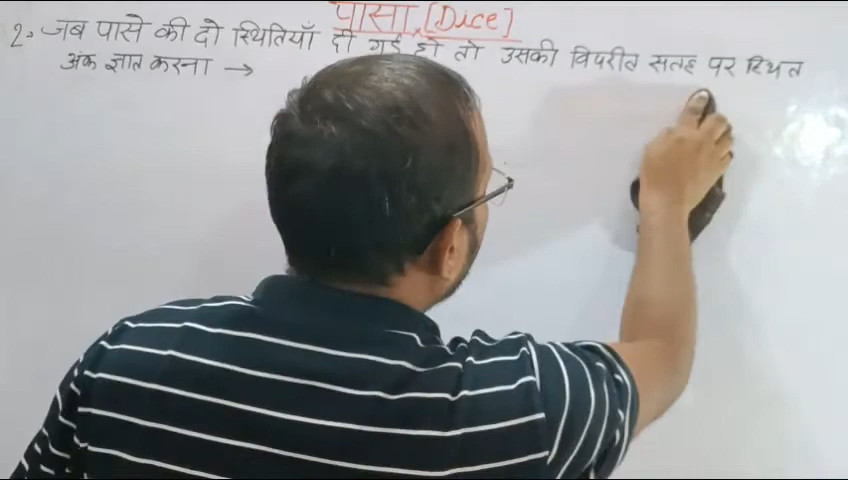 पासा [Dice]
2. जब पासे की दो स्थितियाँ दी गई हो तो उसकी विपरीत सतह पर स्थित
अंक ज्ञात करना →